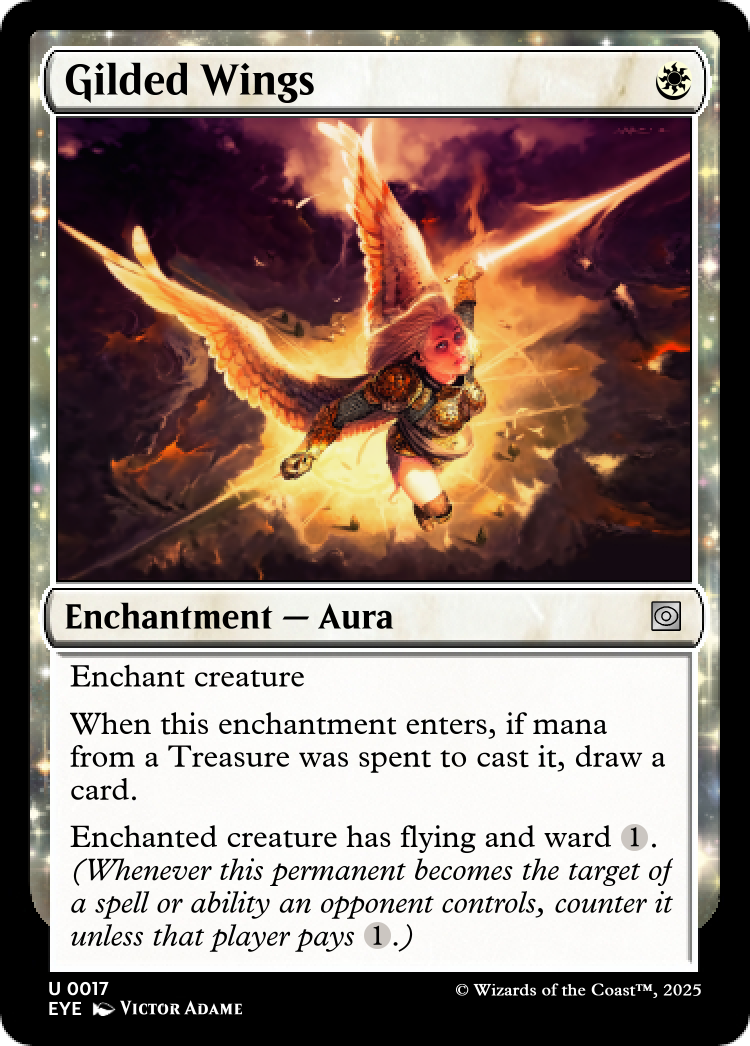 Gilded Wings
Enchantment — Aura
Enchant creature
When this enchantment enters, if mana
from a Treasure was spent to cast it, draw a
card.
Enchanted creature has flying and ward 1.
(Whenever this permanent becomes the target of
a spell or ability an opponent controls, counter it
unless that player pays 1.)
U 0017
EYE VICTOR ADAME
© Wizards of the Coast™, 2025